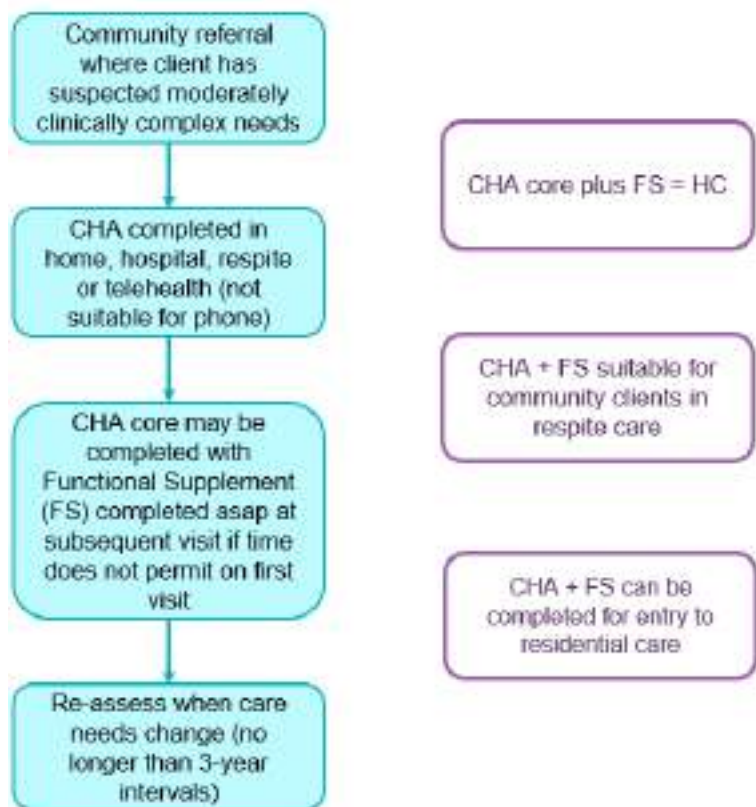 Community referral
where client has
suspected moderately
clinically complex needs
CHA completed in
home, hospital, respite
or telehealth (not
suitable for phone)
CHA core may be
completed with
Functional Supplement
(FS) completed asap at
subsequent visit if time
does not permit on first
visit
Re-assess when care
needs change (no
longer than 3-year
intervals)
CHA core plus FS = HC
CHA + FS suitable for
community clients in
respite care
CHA + FS can be
completed for entry to
residential care